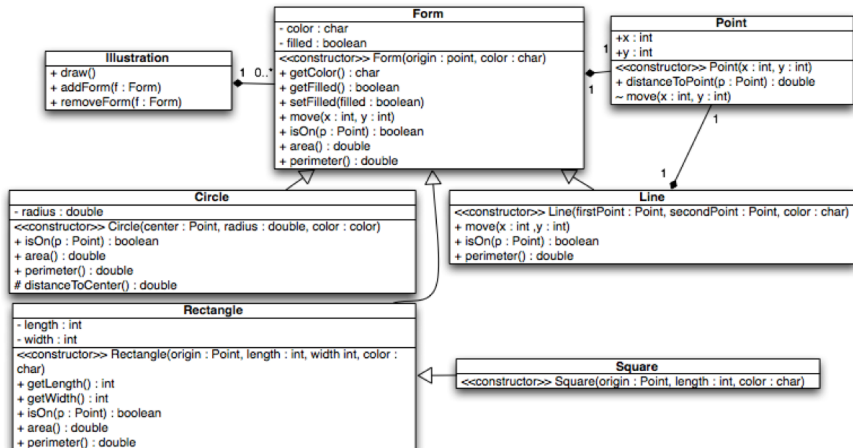 Form
- color : char
- filled : boolean
<<constructor>> Form(origin : point, color : char)
+ getColor() : char
+ getFilled() : boolean
+ setFilled(filled : boolean)
+ move(x : int, y : int)
+ isOn(p : Point) : boolean
+ area() : double
+ perimeter() : double
Point
+x : int
+y : int
<<constructor>> Point(x : int, y : int)
+ distanceToPoint(p : Point) : double
~ move(x : int, y : int)
Illustration
+ draw()
+ addForm(f : Form)
+ removeForm(f : Form)
1 0..*
1
1
1
1
Circle
- radius : double
<<constructor>> Circle(center : Point, radius : double, color : color)
+ isOn(p : Point) : boolean
+ area() : double
+ perimeter() : double
# distanceToCenter() : double
Line
<<constructor>> Line(firstPoint : Point, secondPoint : Point, color : char)
+ move(x : int ,y : int)
+ isOn(p : Point) : boolean
+ perimeter() : double
Rectangle
- length : int
- width : int
<<constructor>> Rectangle(origin : Point, length : int, width int, color :
char)
+ getLength() : int
+ getWidth() : int
+ isOn(p : Point) : boolean
+ area() : double
+ perimeter() : double
Square
<<constructor>> Square(origin : Point, length : int, color : char)